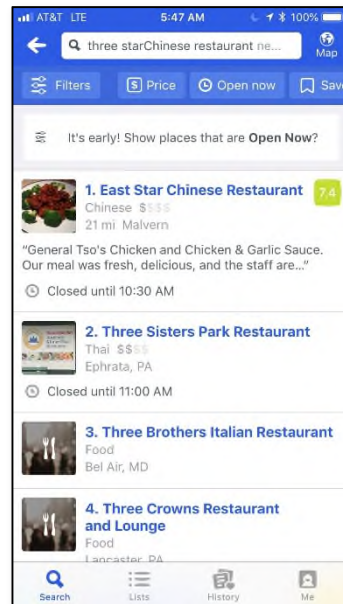 AT&T LTE 5:47 AM 100%
three starChinese restaurant ne...
Map
Filters
$ Price
Open now
Sav
It's early! Show places that are Open Now?
1. East Star Chinese Restaurant
7.4
Chinese $$$$
21 mi Malvern
“General Tso's Chicken and Chicken & Garlic Sauce.
Our meal was fresh, delicious, and the staff are...”
Closed until 10:30 AM
2. Three Sisters Park Restaurant
Thai $$$$
Ephrata, PA
Closed until 11:00 AM
3. Three Brothers Italian Restaurant
Food
Bel Air, MD
4. Three Crowns Restaurant
and Lounge
Food
Lancaster, PA
Search
Lists
History
Me